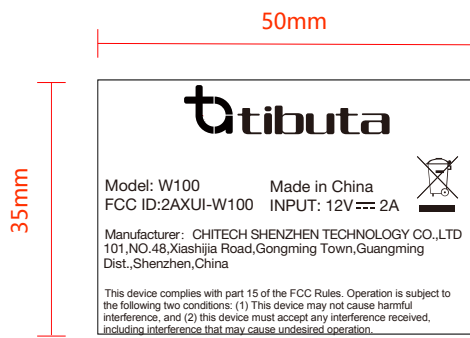 50mm
35mm
tibuta
Model: W100 Made in China
FCC ID:2AXUI-W100 INPUT: 12V⎓2A
Manufacturer: CHITECH SHENZHEN TECHNOLOGY CO.,LTD
101,NO.48,Xiashijia Road,Gongming Town,Guangming
Dist.,Shenzhen,China
This device complies with part 15 of the FCC Rules. Operation is subject to
the following two conditions: (1) This device may not cause harmful
interference, and (2) this device must accept any interference received,
including interference that may cause undesired operation.